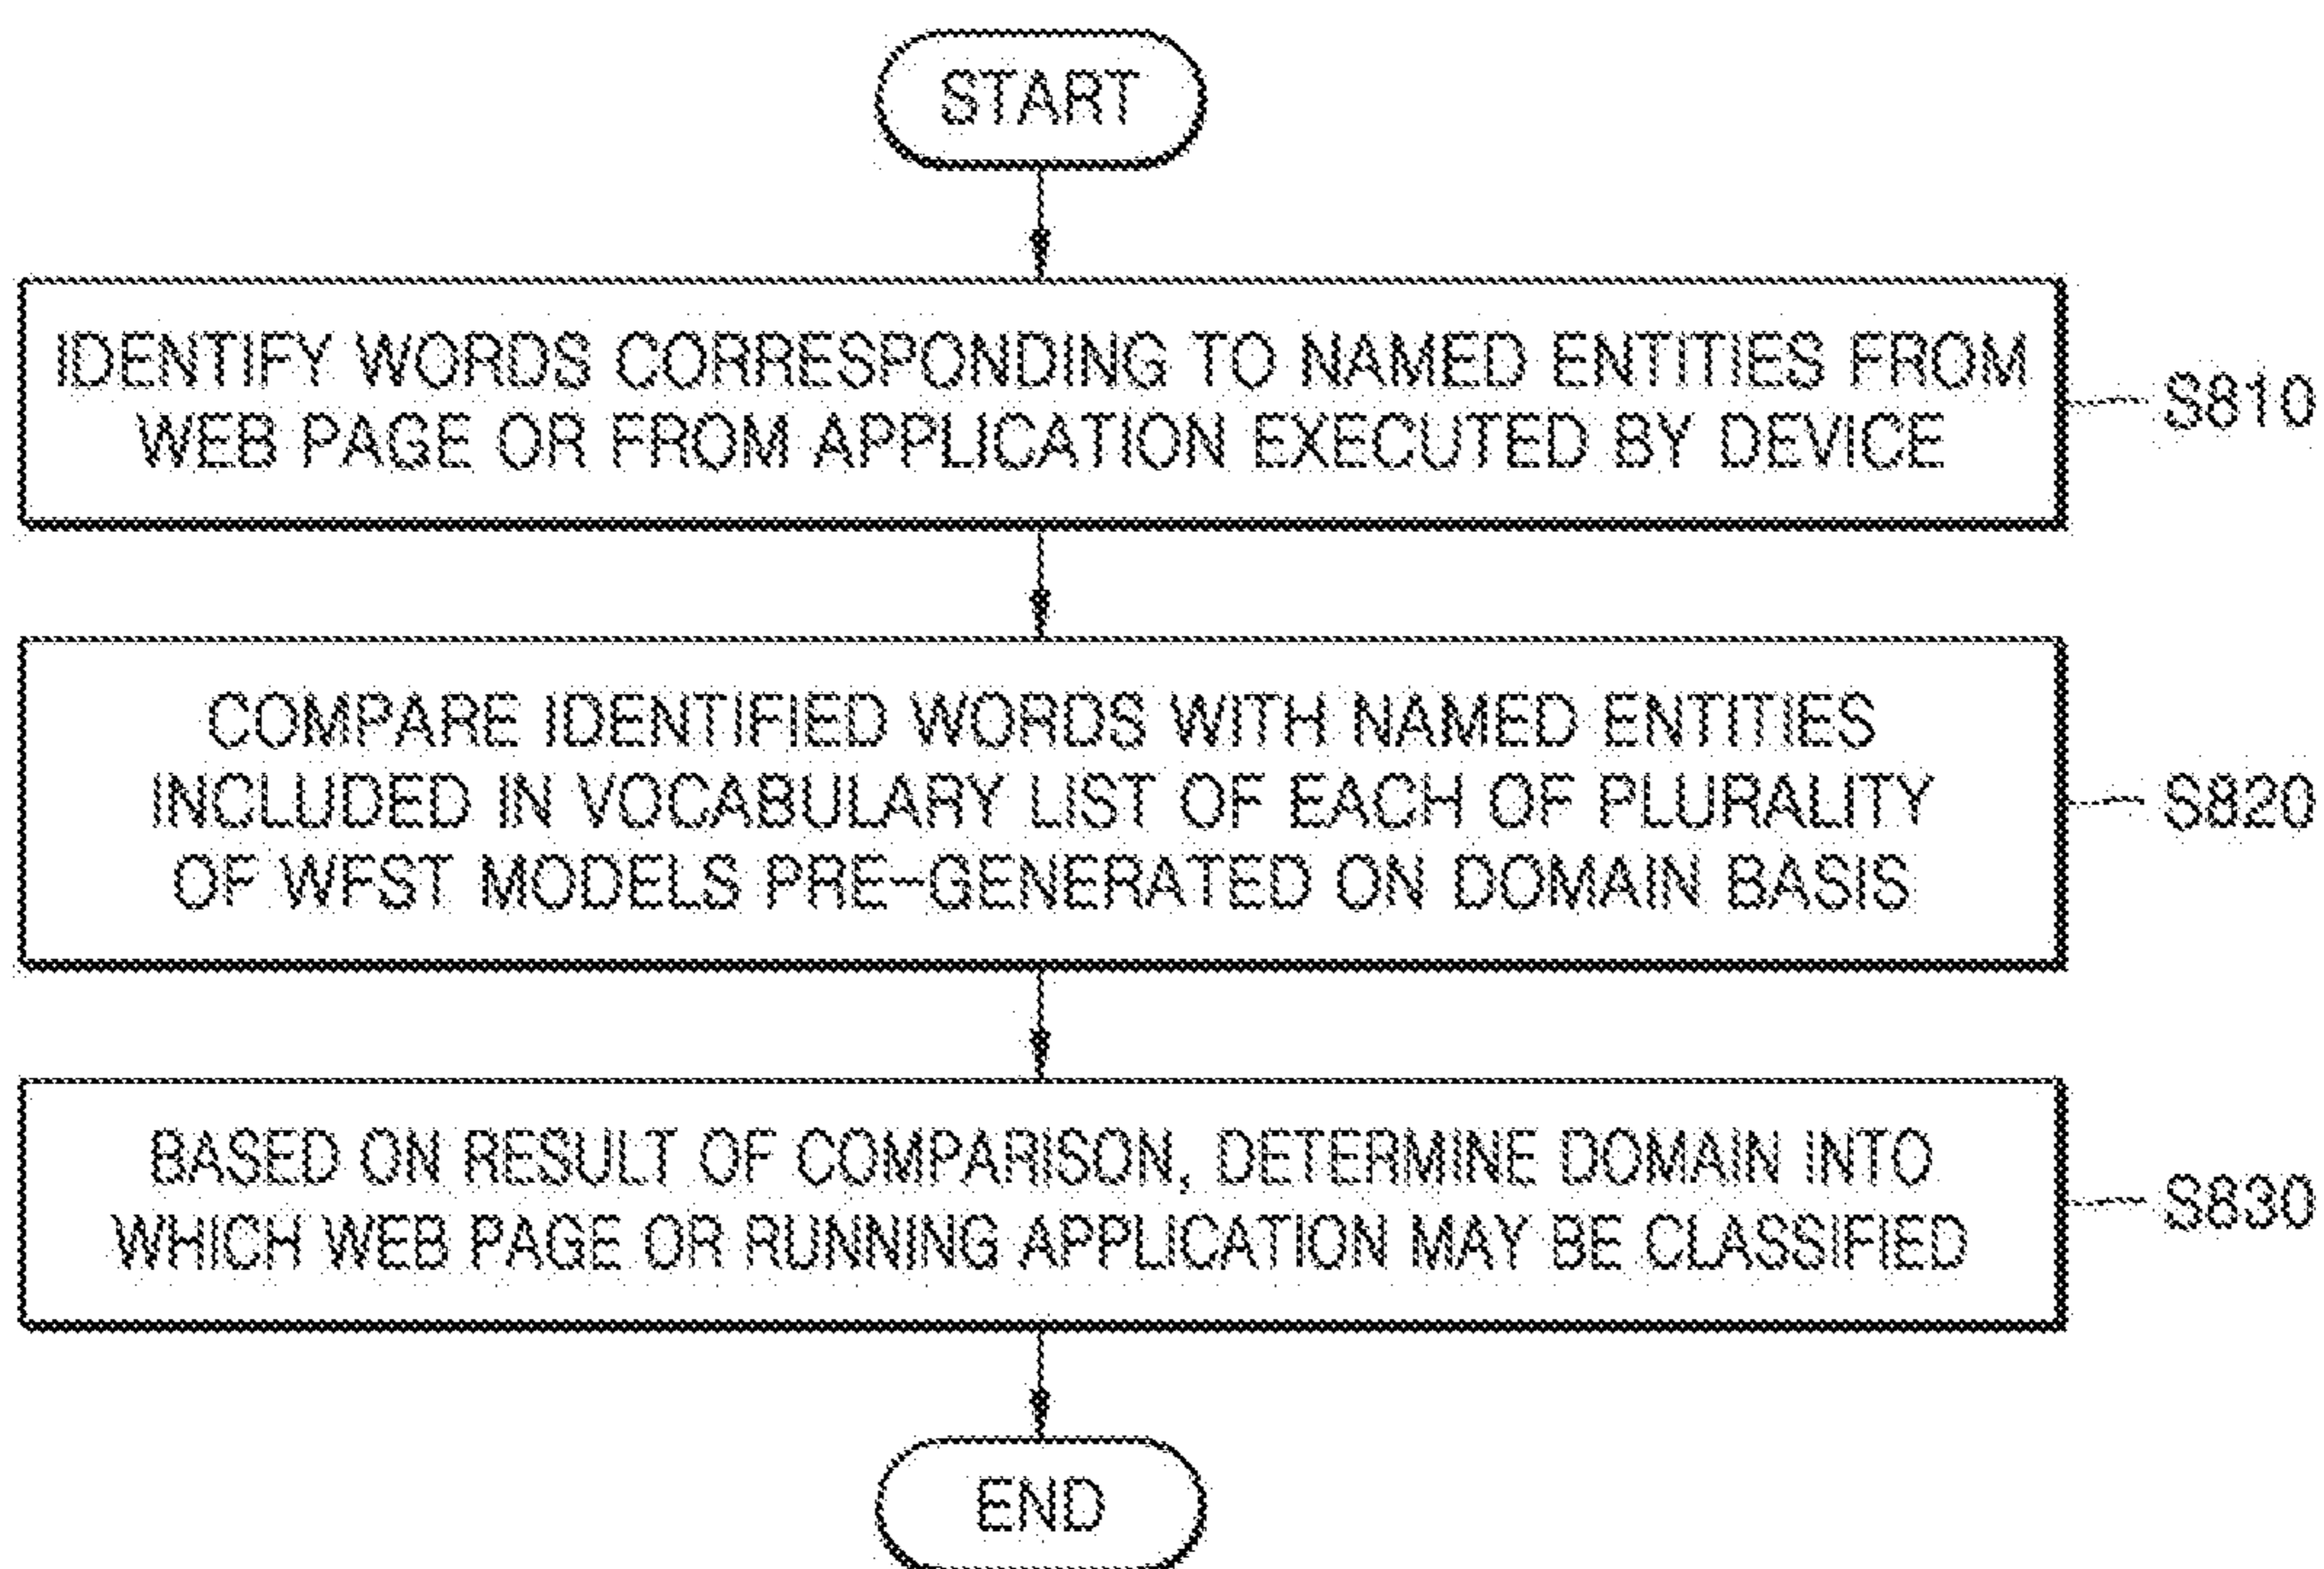 START
IDENTIFY WORDS CORRESPONDING TO NAMED ENTITIES FROM
WEB PAGE OR FROM APPLICATION EXECUTED BY DEVICE
S810
COMPARE IDENTIFIED WORDS WITH NAMED ENTITIES
INCLUDED IN VOCABULARY LIST OF EACH OF PLURALITY
OF WFST MODELS PRE-GENERATED ON DOMAIN BASIS
S820
BASED ON RESULT OF COMPARISON, DETERMINE DOMAIN INTO
WHICH WEB PAGE OR RUNNING APPLICATION MAY BE CLASSIFIED
S830
END